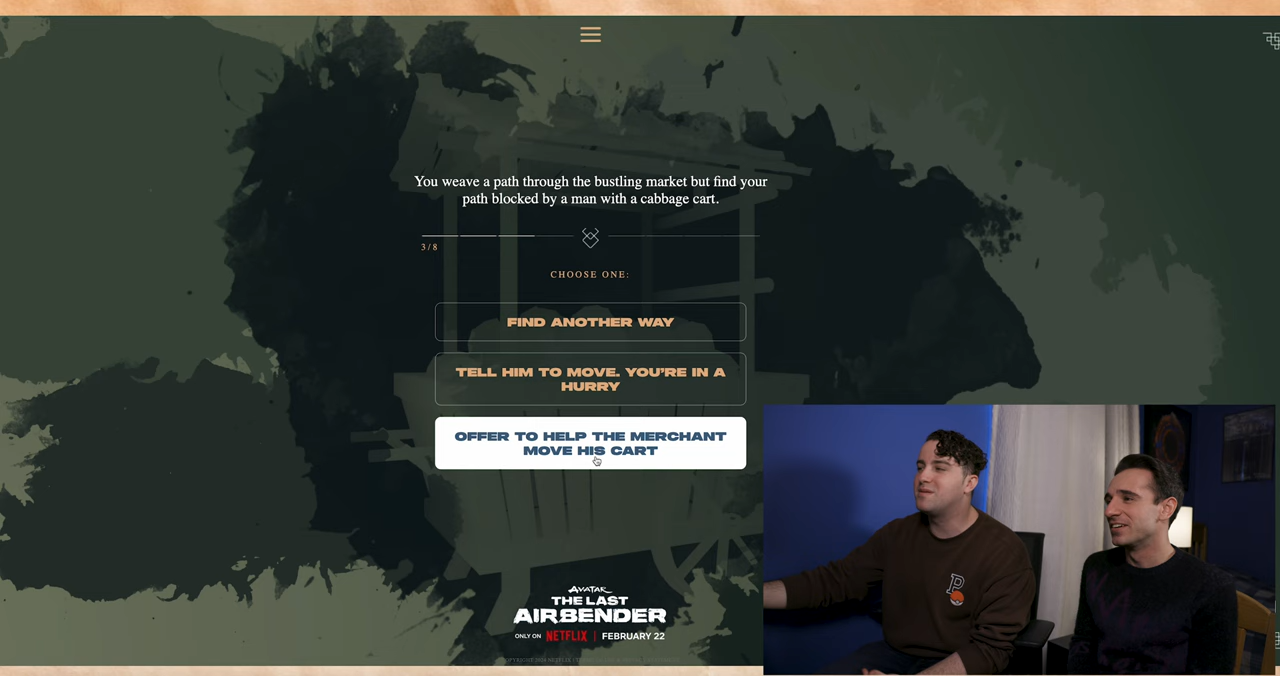 You weave a path through the bustling market but find your
path blocked by a man with a cabbage cart.
3/8
CHOOSE ONE:
FIND ANOTHER WAY
TELL HIM TO MOVE. YOU'RE IN A
HURRY
OFFER TO HELP THE MERCHANT
MOVE HIS CART
AVATAR
THE LAST
AIRBENDER
ONLY ON NETFLIX | FEBRUARY 22
P